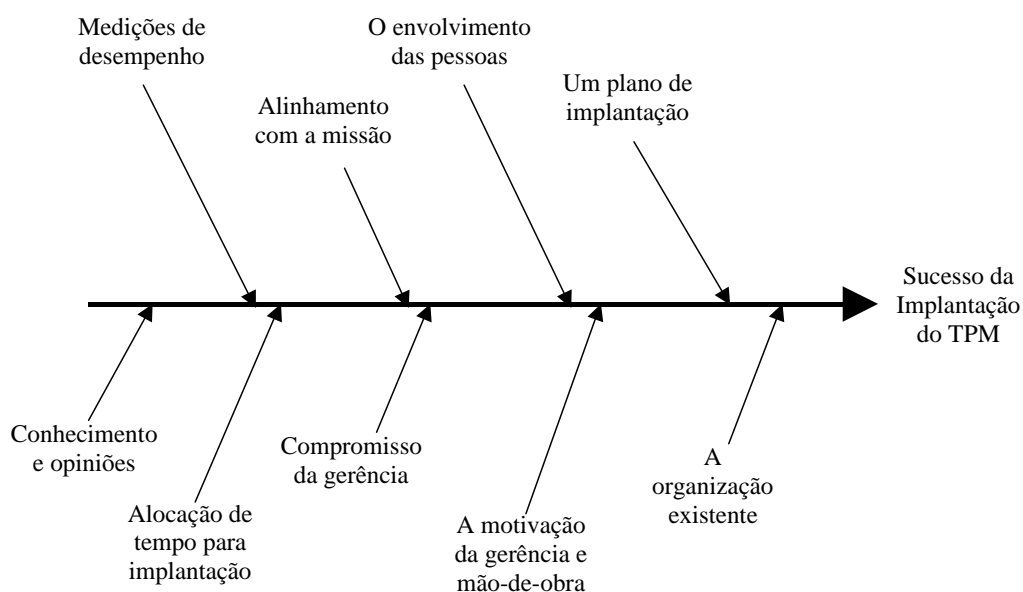 Medições de
desempenho
O envolvimento
das pessoas
Alinhamento
com a missão
Um plano de
implantação
Sucesso da
Implantação
do TPM
Conhecimento
e opiniões
Compromisso
da gerência
A
organização
existente
Alocação de
tempo para
implantação
A motivação
da gerência e
mão-de-obra